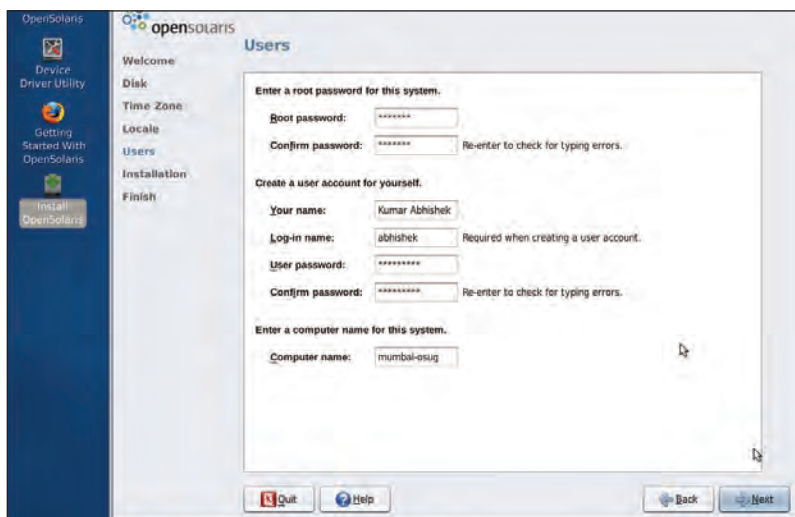 OpenSolaris
Device
Driver Utility
Getting
Started With
OpenSolaris
Install
OpenSolaris
opensolaris
Welcome
Disk
Time Zone
Locale
Users
Installation
Finish
Users
Enter a root password for this system.
Root password: *******
Confirm password: ******* Re-enter to check for typing errors.
Create a user account for yourself.
Your name: Kumar Abhishek
Log-in name: abhishek Required when creating a user account.
User password: *********
Confirm password: ********* Re-enter to check for typing errors.
Enter a computer name for this system.
Computer name: mumbai-osug
Quit Help Back Next